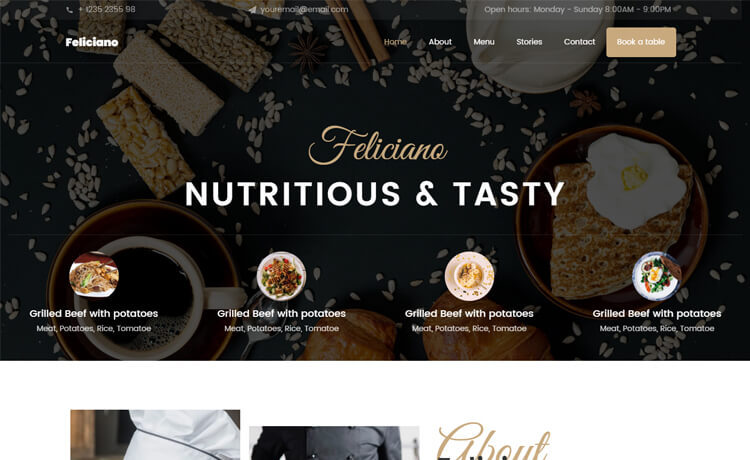 + 1235 2355 98 youremail@email.com Open hours: Monday - Sunday 8:00AM - 9:00PM
Feliciano Home About Menu Stories Contact Book a table
Feliciano
NUTRITIOUS & TASTY
Grilled Beef with potatoes Grilled Beef with potatoes Grilled Beef with potatoes Grilled Beef with potatoes
Meat, Potatoes, Rice, Tomatoe Meat, Potatoes, Rice, Tomatoe Meat, Potatoes, Rice, Tomatoe Meat, Potatoes, Rice, Tomatoe
About